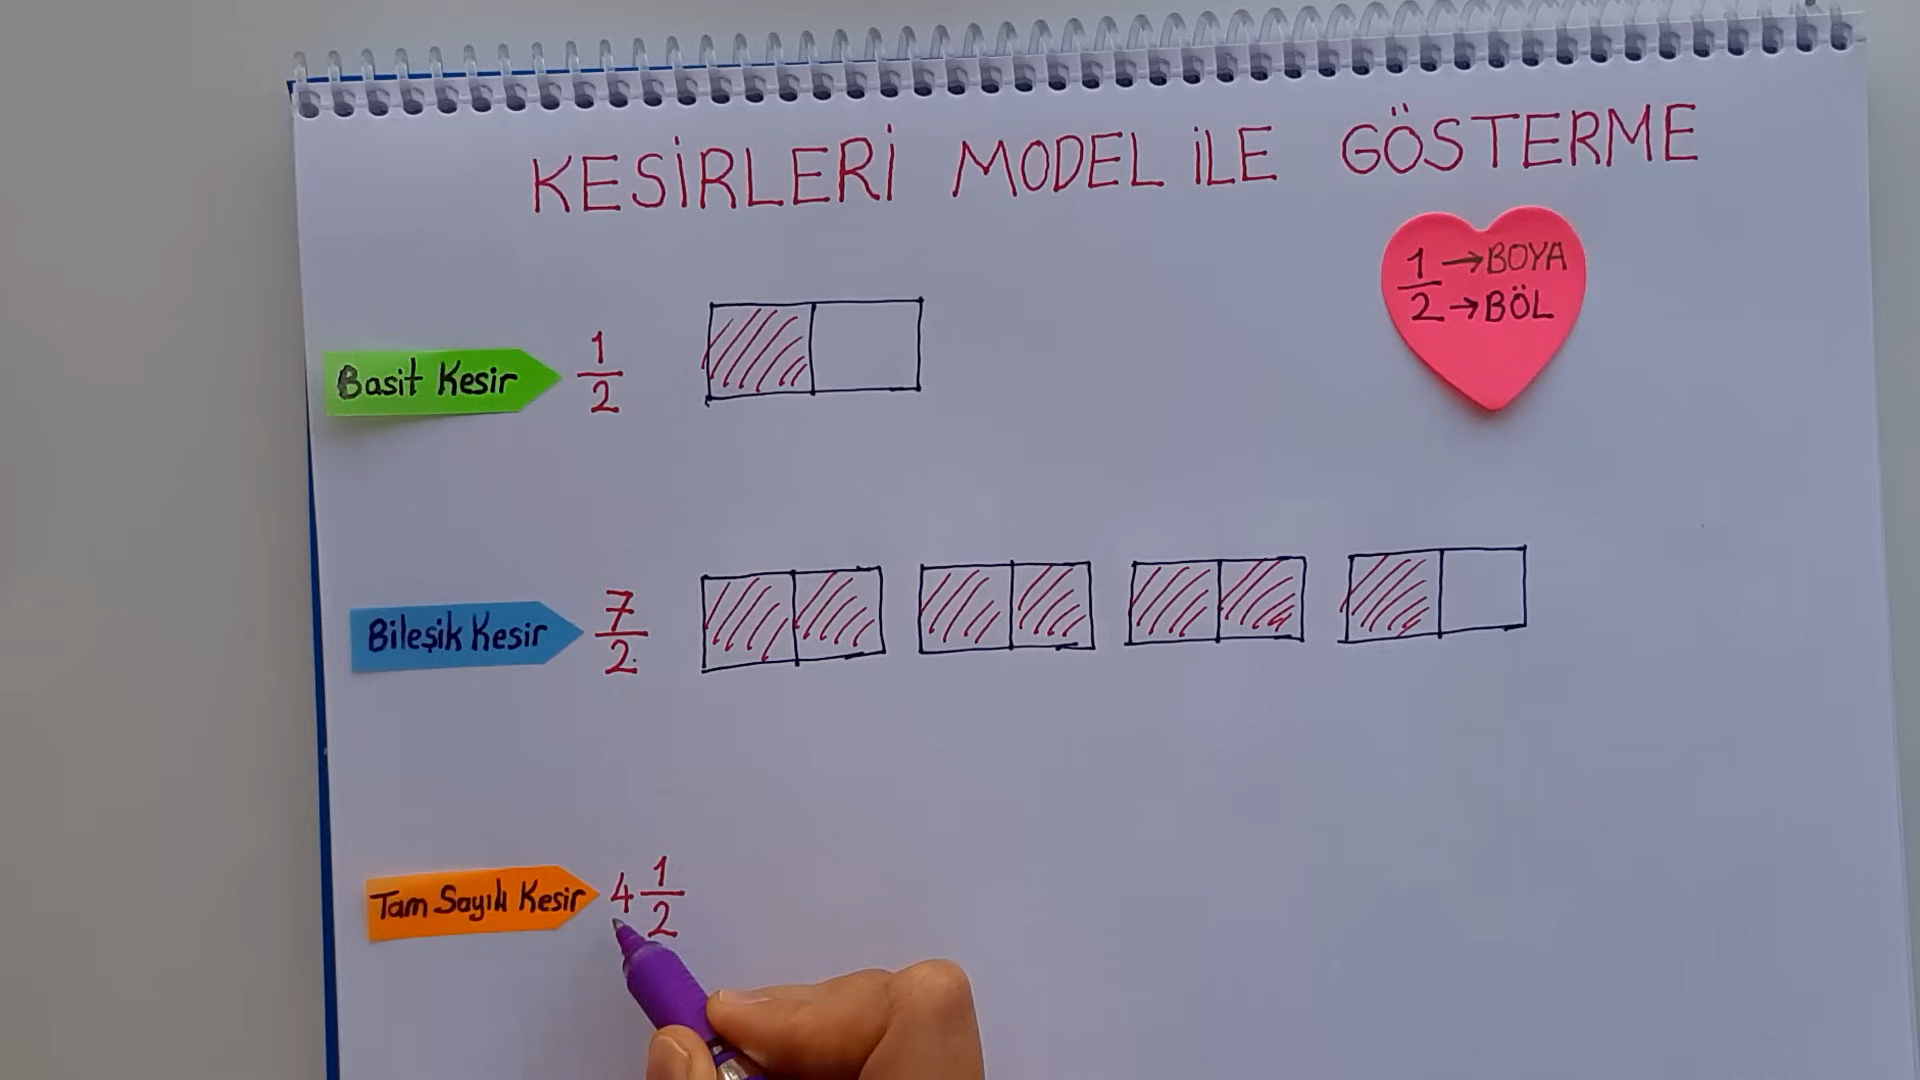 KESİRLERİ MODEL İLE GÖSTERME
1 → BOYA
2 → BÖL
Basit Kesir 1/2
Bileşik Kesir 7/2
Tam Sayılı Kesir 4 1/2